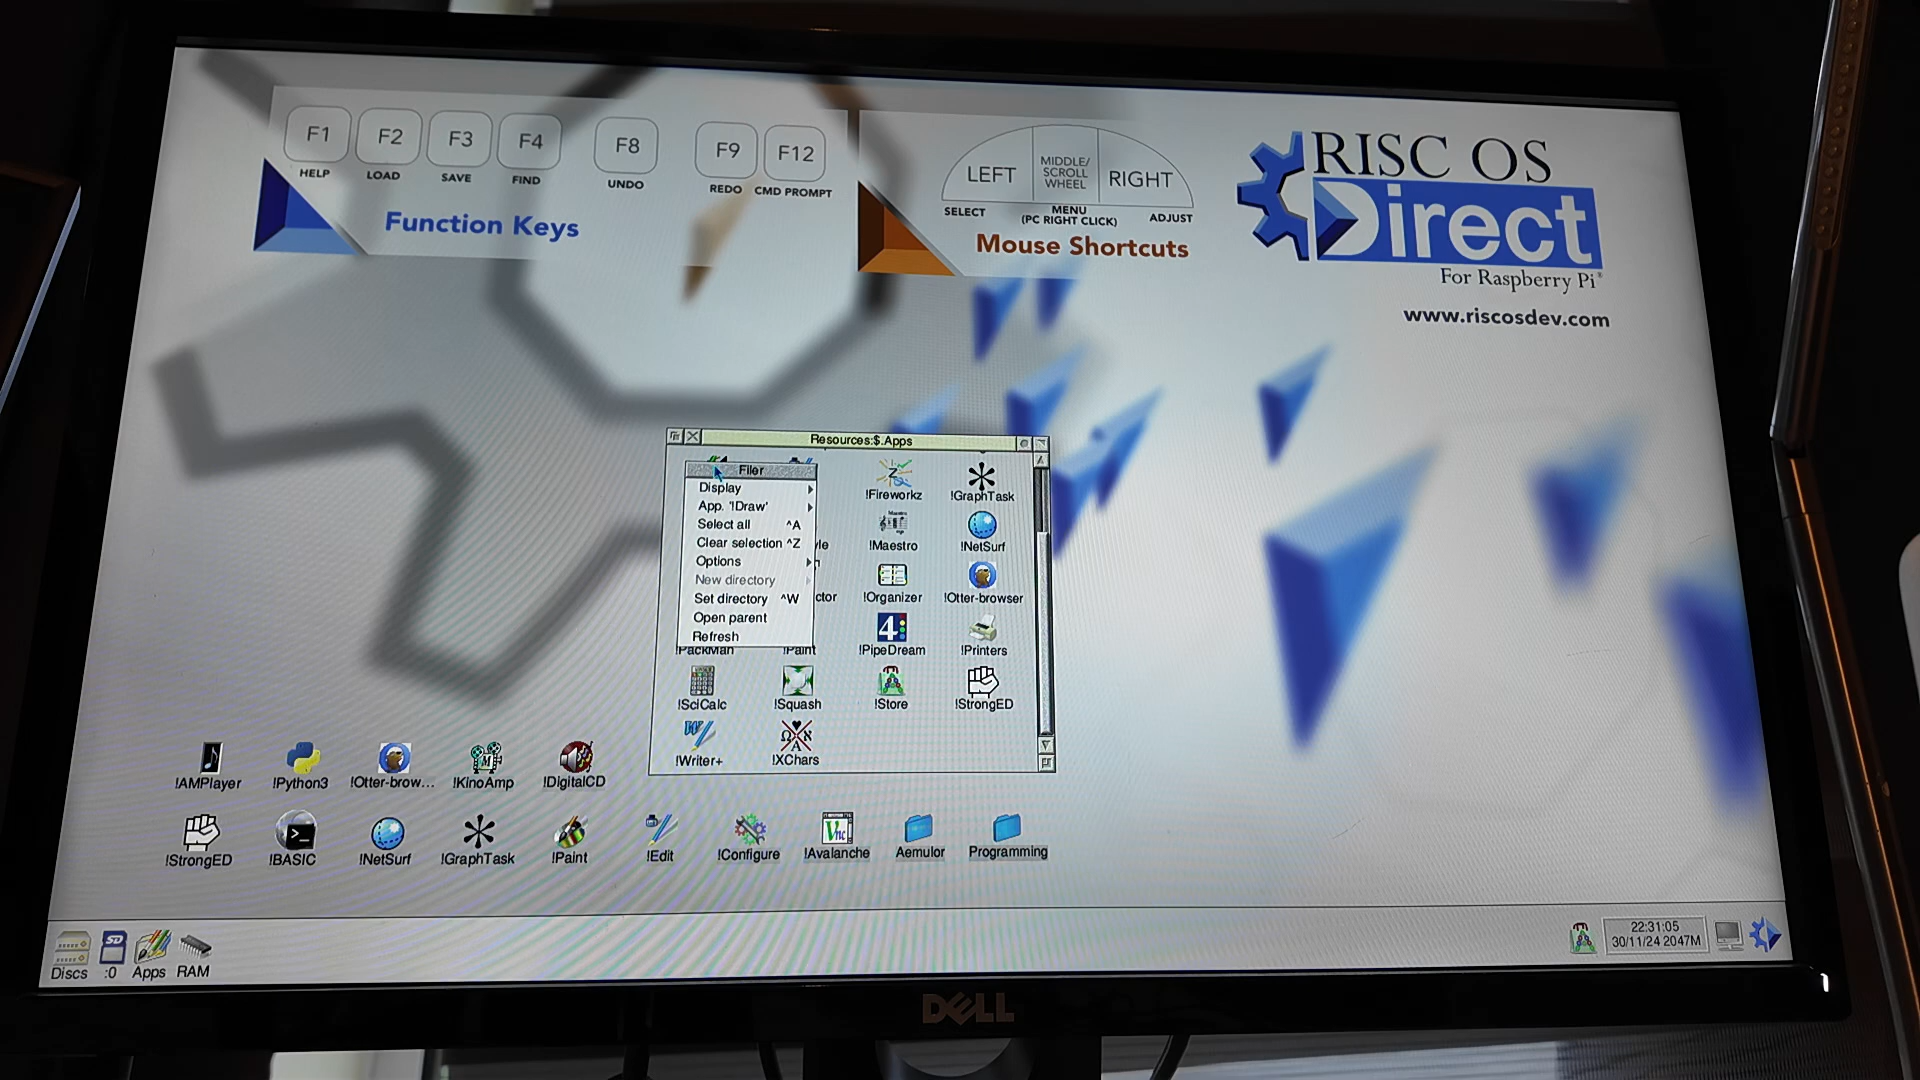 F1 F2 F3 F4 F8 F9 F12
HELP LOAD SAVE FIND UNDO REDO CMD PROMPT
Function Keys
LEFT MIDDLE/ SCROLL WHEEL RIGHT
SELECT MENU (PC RIGHT CLICK) ADJUST
Mouse Shortcuts
RISC OS
Direct
For Raspberry Pi®
www.riscosdev.com
Resources:$.Apps
Filer
Display
App. '!Draw'
Select all ^A
Clear selection ^Z
Options
New directory
Set directory ^W
Open parent
Refresh
!Fireworkz !GraphTask
!Maestro !NetSurf
ctor !Organizer !Otter-browser
!PackMan !Paint !PipeDream !Printers
!SciCalc !Squash !Store !StrongED
!Writer+ !XChars
!AMPlayer !Python3 !Otter-brow... !KinoAmp !DigitalCD
!StrongED !BASIC !NetSurf !GraphTask !Paint !Edit !Configure !Avalanche Aemulor Programming
Discs :0 Apps RAM
22:31:05
30/11/24 2047M
DELL